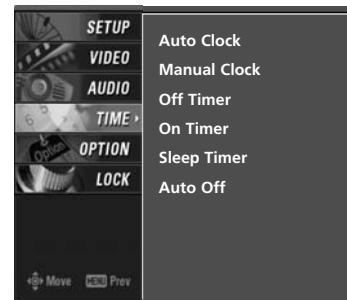 SETUP
VIDEO
AUDIO
TIME
OPTION
LOCK
Move MENU Prev
Auto Clock
Manual Clock
Off Timer
On Timer
Sleep Timer
Auto Off